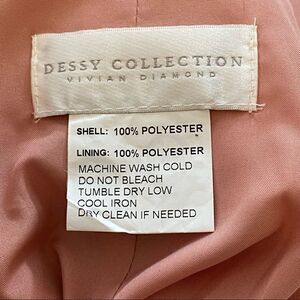 DESSY COLLECTION
VIVIAN DIAMOND
SHELL: 100% POLYESTER
LINING: 100% POLYESTER
MACHINE WASH COLD
DO NOT BLEACH
TUMBLE DRY LOW
COOL IRON
DRY CLEAN IF NEEDED